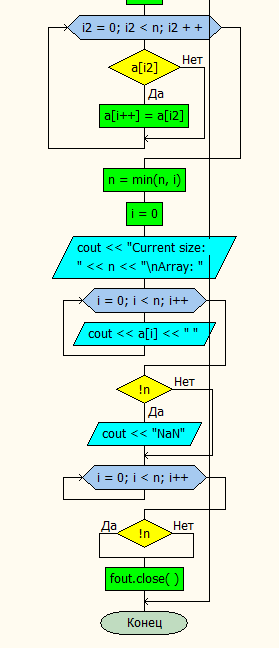 i2 = 0; i2 < n; i2 + +
a[i2]
Нет
Да
a[i++] = a[i2]
n = min(n, i)
i = 0
cout << "Current size:
" << n << "\nArray: "
i = 0; i < n; i++
cout << a[i] << " "
!n
Нет
Да
cout << "NaN"
i = 0; i < n; i++
Да
!n
Нет
fout.close( )
Конец